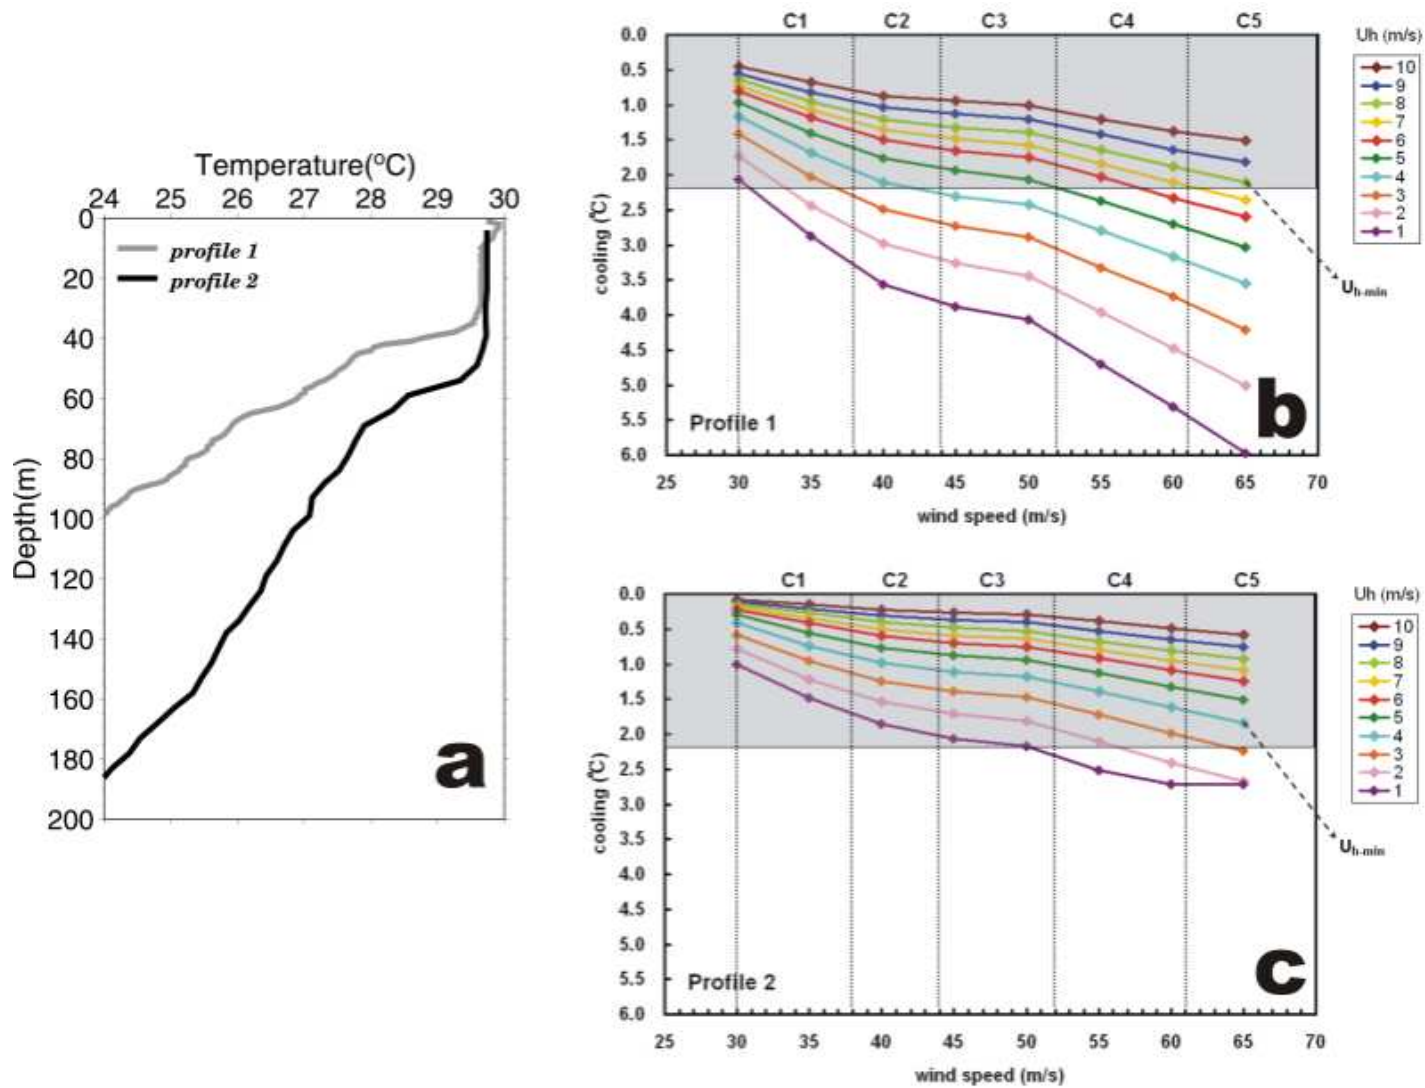 Temperature(°C)
24 25 26 27 28 29 30
0
20
40
60
80
100
120
140
160
180
200
Depth(m)
profile 1
profile 2
a
C1 C2 C3 C4 C5
0.0
0.5
1.0
1.5
2.0
2.5
3.0
3.5
4.0
4.5
5.0
5.5
6.0
cooling (℃)
25 30 35 40 45 50 55 60 65 70
wind speed (m/s)
Profile 1
b
Uh (m/s)
10
9
8
7
6
5
4
3
2
1
Uh-min
C1 C2 C3 C4 C5
0.0
0.5
1.0
1.5
2.0
2.5
3.0
3.5
4.0
4.5
5.0
5.5
6.0
cooling (℃)
25 30 35 40 45 50 55 60 65 70
wind speed (m/s)
Profile 2
c
Uh (m/s)
10
9
8
7
6
5
4
3
2
1
Uh-min